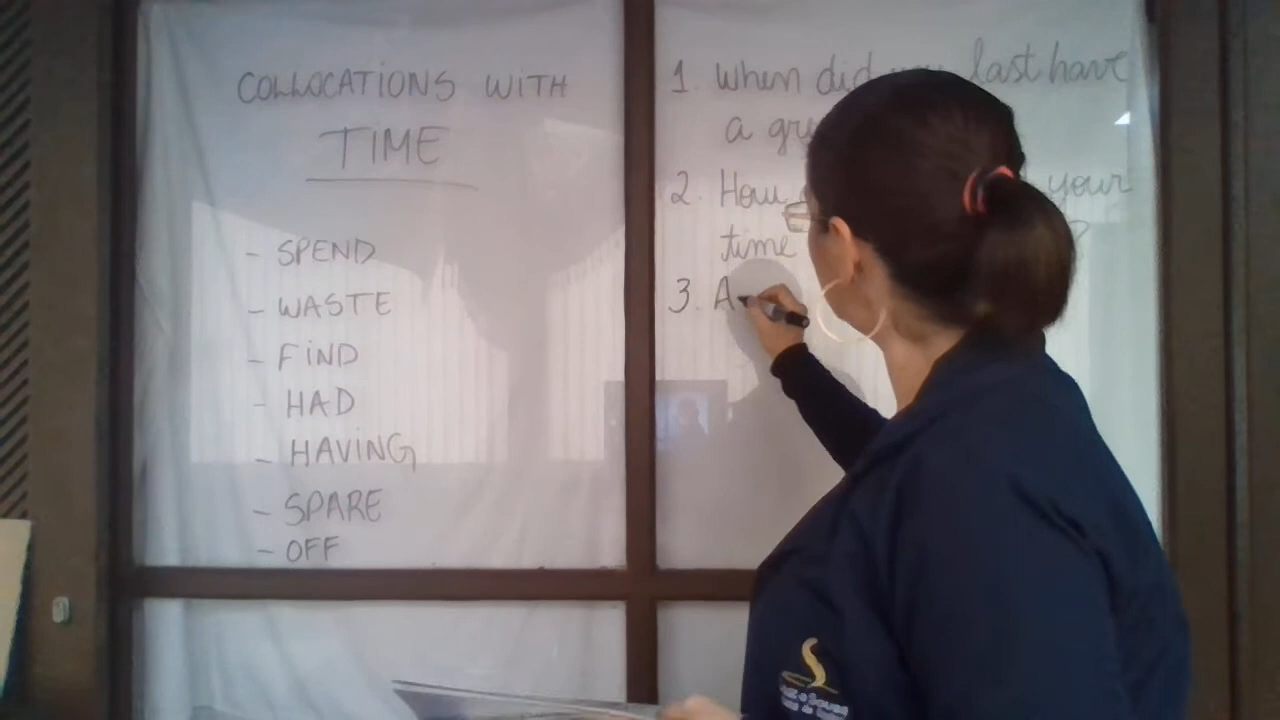 COLLOCATIONS WITH
TIME
- SPEND
- WASTE
- FiND
- HAD
- HAVING
- SPARE
- OFF
1. When did last have
a
2. How your
time ?
3. A